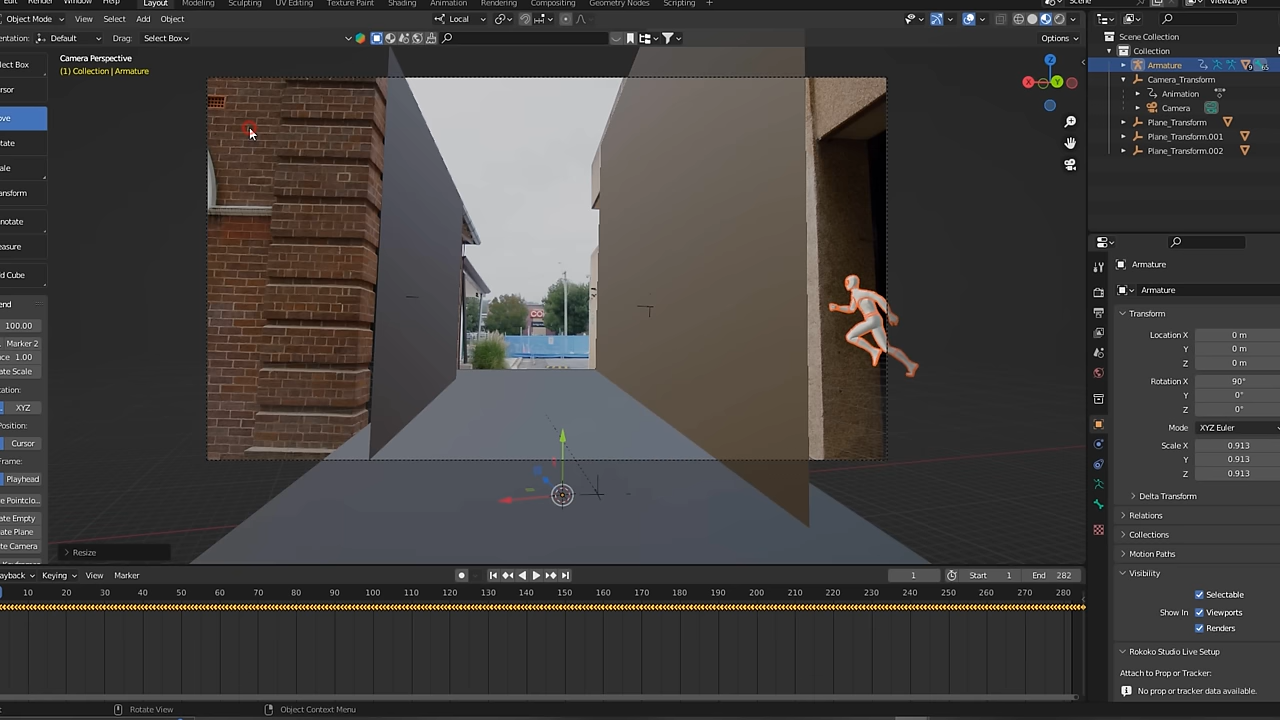 Edit Render Window Help Layout Modeling Sculpting UV Editing Texture Paint Shading Animation Rendering Compositing Geometry Nodes Scripting + Scene ViewLayer
Object Mode View Select Add Object Local
Default Drag: Select Box Options
Camera Perspective
(1) Collection | Armature
Scene Collection
Collection
Armature
Camera_Transform
Animation
Camera
Plane_Transform
Plane_Transform.001
Plane_Transform.002
100.00
Marker 2
1.00
XYZ
Cursor
Playhead
Resize
Armature
Armature
Transform
Location X 0 m
Y 0 m
Z 0 m
Rotation X 90°
Y 0°
Z 0°
Mode XYZ Euler
Scale X 0.913
Y 0.913
Z 0.913
Delta Transform
Relations
Collections
Motion Paths
Visibility
Selectable
Show In Viewports
Renders
Rokoko Studio Live Setup
Attach to Prop or Tracker:
No prop or tracker data available.
Keying View Marker 1 Start 1 End 282
10 20 30 40 50 60 70 80 90 100 110 120 130 140 150 160 170 180 190 200 210 220 230 240 250 260 270 280
Rotate View Object Context Menu